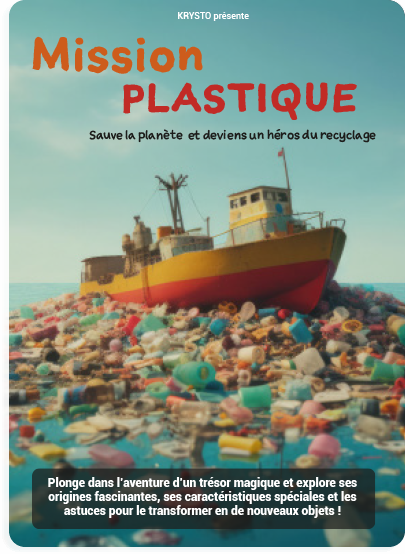 KRYSTO présente
Mission
PLASTIQUE
Sauve la planète et deviens un héros du recyclage
Plonge dans l'aventure d'un trésor magique et explore ses
origines fascinantes, ses caractéristiques spéciales et les
astuces pour le transformer en de nouveaux objets !